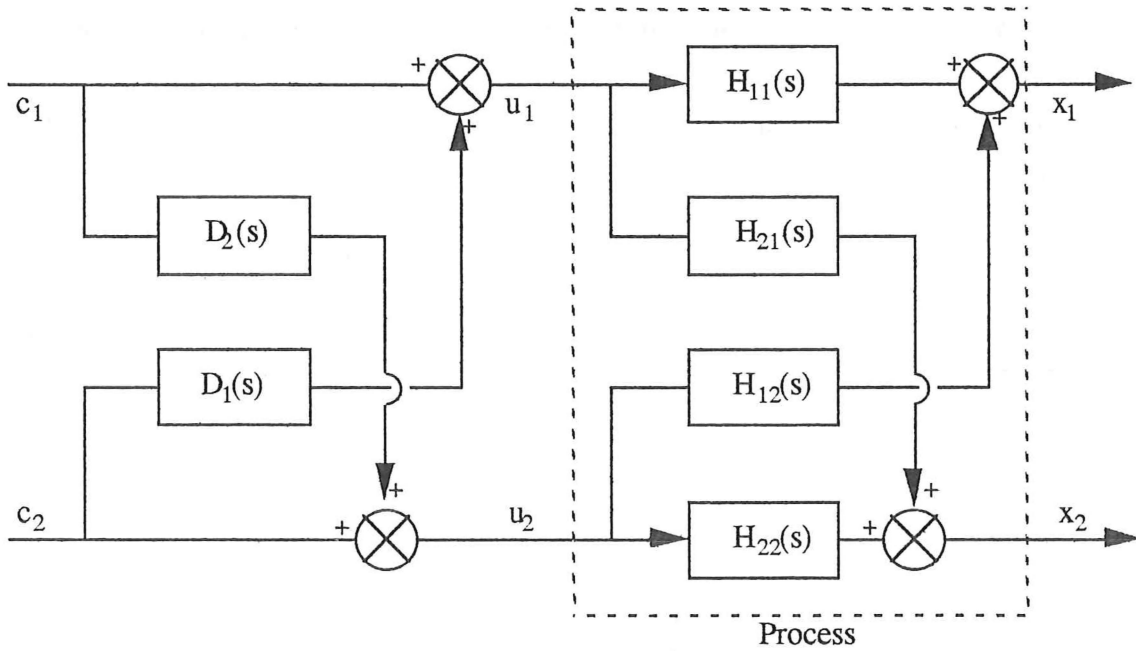 + H₁₁(s) +
c₁ + u₁ + x₁
D₂(s) H₂₁(s)
D₁(s) H₁₂(s)
+ +
c₂ + u₂ H₂₂(s) + x₂
Process